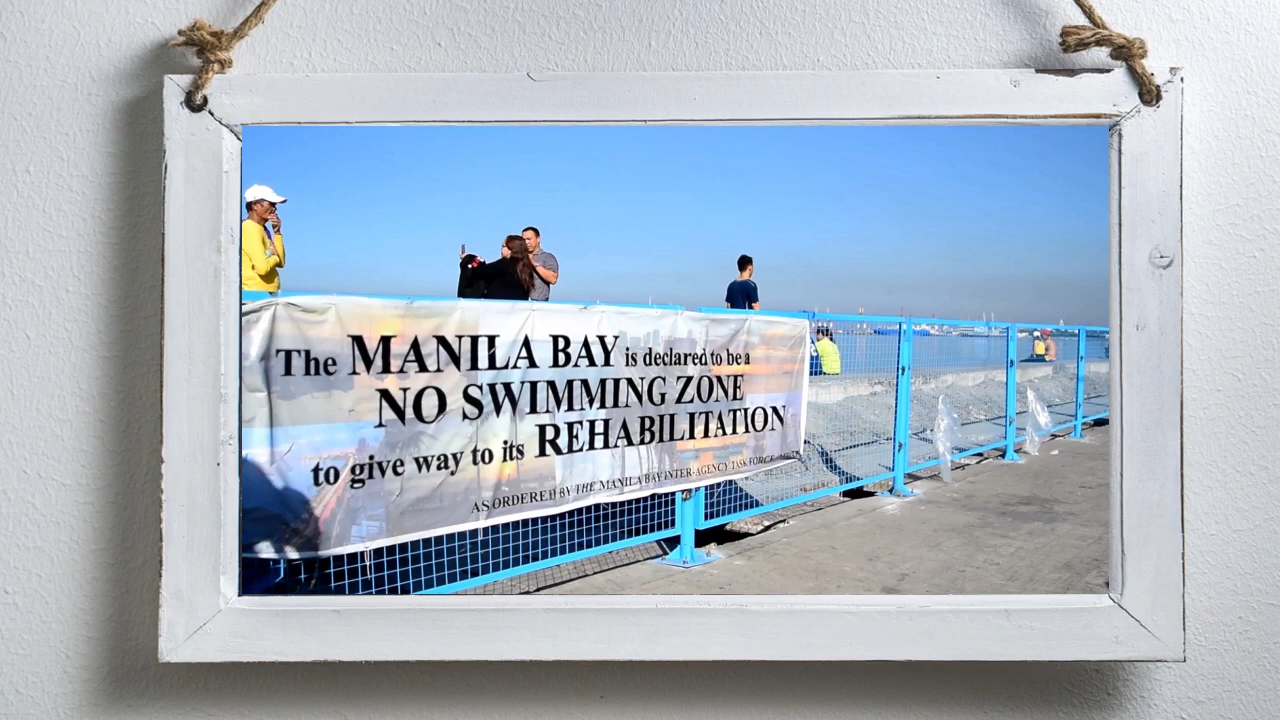 The MANILA BAY is declared to be a
NO SWIMMING ZONE
to give way to its REHABILITATION
AS ORDERED BY THE MANILA BAY INTER-AGENCY TASK FORCE